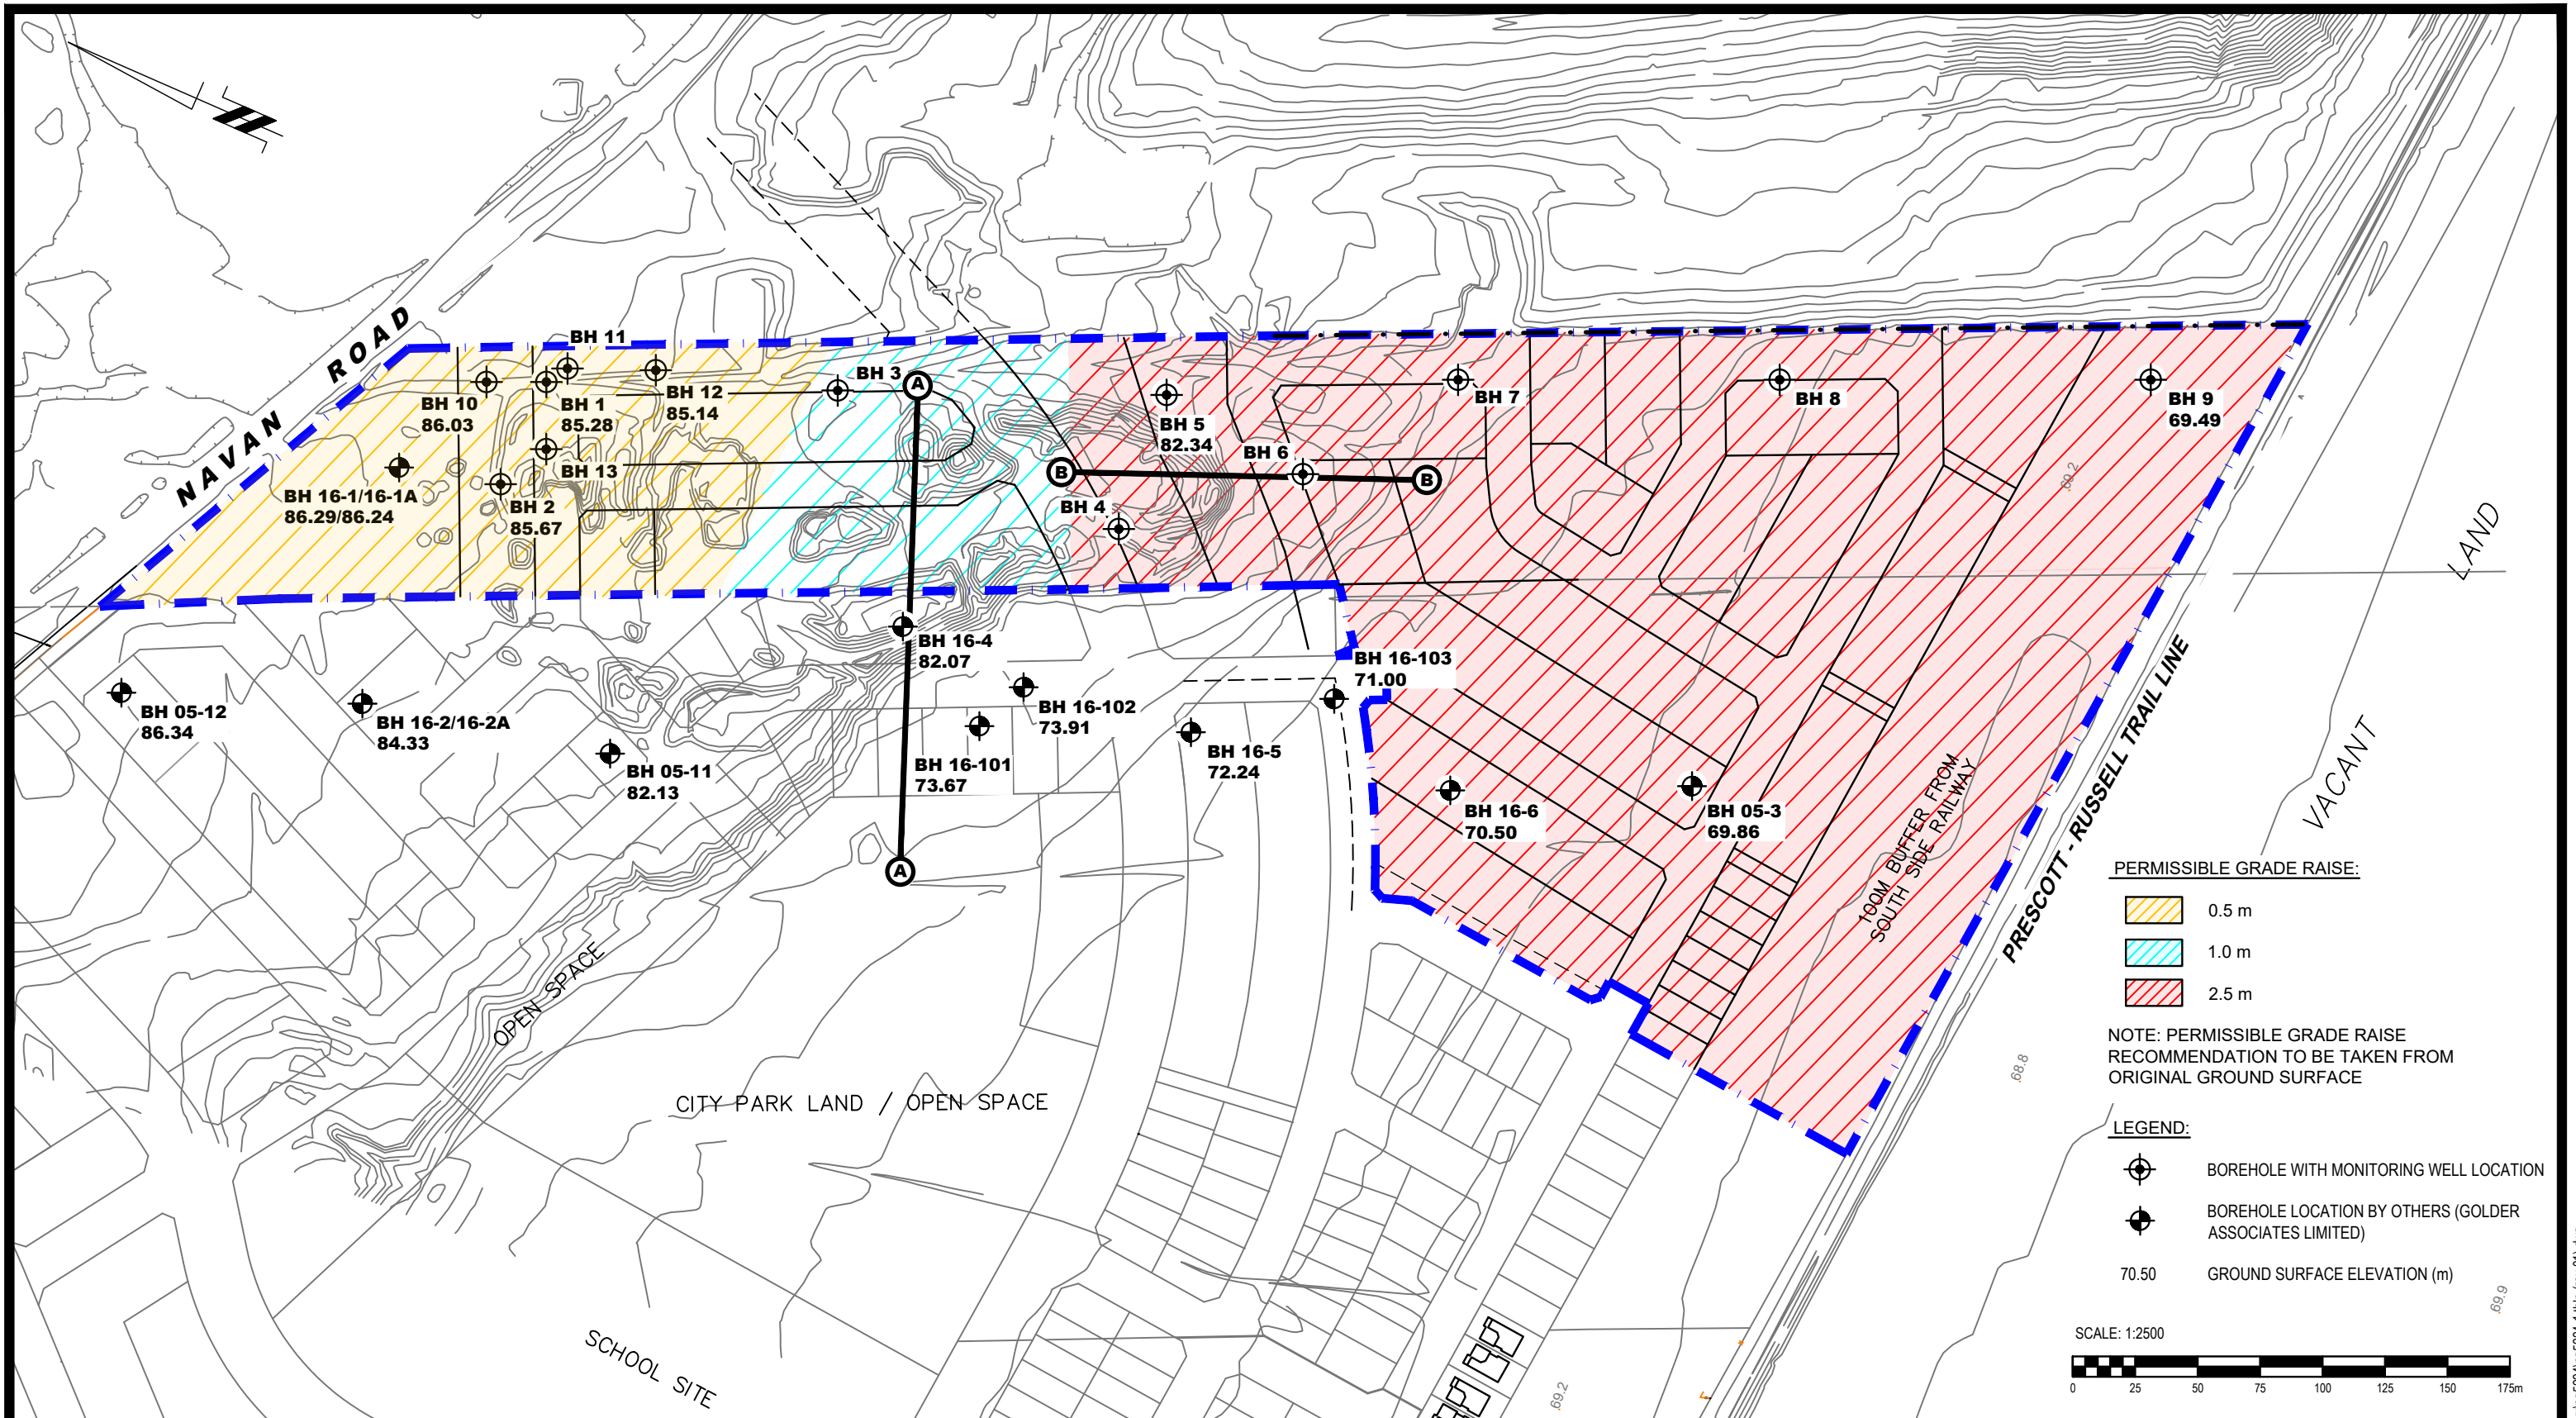 NAVAN ROAD
BH 11
BH 10
86.03
BH 1
85.28
BH 12
85.14
BH 3
A
BH 13
BH 16-1/16-1A
86.29/86.24
BH 2
85.67
B
BH 5
82.34
BH 6
B
BH 4
BH 7
BH 8
BH 9
69.49
69.2
LAND
VACANT
BH 16-4
82.07
BH 16-103
71.00
BH 05-12
86.34
BH 16-2/16-2A
84.33
BH 05-11
82.13
BH 16-102
73.91
BH 16-101
73.67
BH 16-5
72.24
BH 16-6
70.50
BH 05-3
69.86
A
100M BUFFER FROM
SOUTH SIDE RAILWAY
PRESCOTT - RUSSELL TRAIL LINE
OPEN SPACE
CITY PARK LAND / OPEN SPACE
SCHOOL SITE
68.8
69.9
69.2
PERMISSIBLE GRADE RAISE:
0.5 m
1.0 m
2.5 m
NOTE: PERMISSIBLE GRADE RAISE
RECOMMENDATION TO BE TAKEN FROM
ORIGINAL GROUND SURFACE
LEGEND:
BOREHOLE WITH MONITORING WELL LOCATION
BOREHOLE LOCATION BY OTHERS (GOLDER
ASSOCIATES LIMITED)
70.50 GROUND SURFACE ELEVATION (m)
SCALE: 1:2500
0 25 50 75 100 125 150 175m